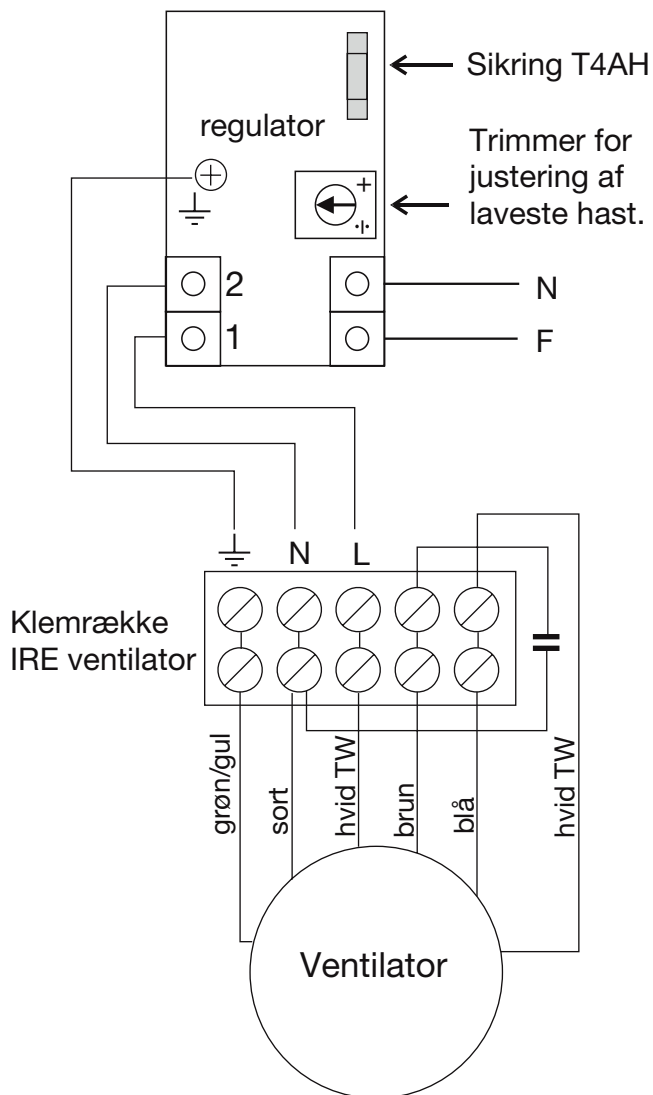 Sikring T4AH
regulator
Trimmer for
justering af
laveste hast.
+
÷
2
N
1
F
N
L
Klemrække
IRE ventilator
grøn/gul
sort
hvid TW
brun
blå
hvid TW
Ventilator